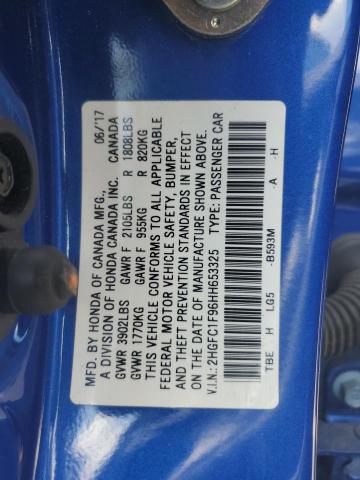 MFD. BY HONDA OF CANADA MFG. 06/'17
A DIVISION OF HONDA CANADA INC. CANADA
GVWR 3902LBS GAWR F 2105LBS R 1808LBS
GVWR 1770KG GAWR F 955KG R 820KG
THIS VEHICLE CONFORMS TO ALL APPLICABLE
FEDERAL MOTOR VEHICLE SAFETY, BUMPER,
AND THEFT PREVENTION STANDARDS IN EFFECT
ON THE DATE OF MANUFACTURE SHOWN ABOVE.
V.I.N.: 2HGFC1F96HH653325 TYPE: PASSENGER CAR
TBE H LG5 -B593M .A -H